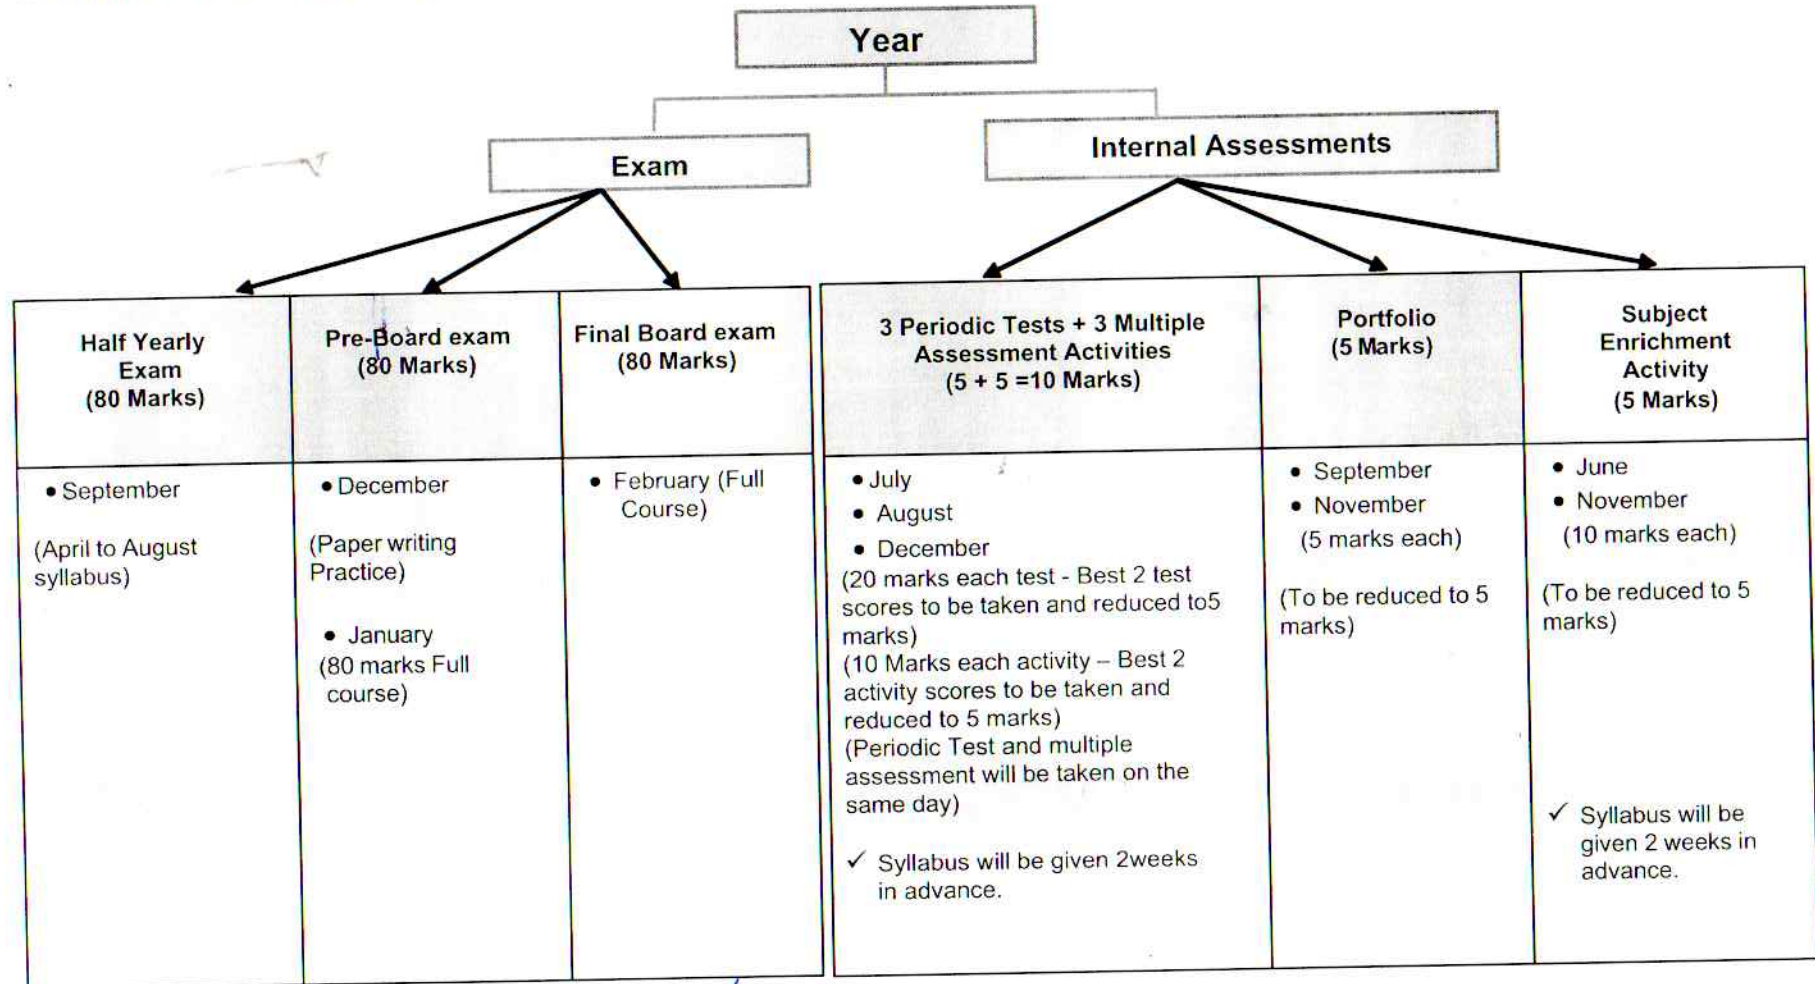 Year
Exam
Internal Assessments
Half Yearly
Exam
(80 Marks)
Pre-Board exam
(80 Marks)
Final Board exam
(80 Marks)
3 Periodic Tests + 3 Multiple
Assessment Activities
(5 + 5 =10 Marks)
Portfolio
(5 Marks)
Subject
Enrichment
Activity
(5 Marks)
• September
(April to August
syllabus)
• December
(Paper writing
Practice)
• January
(80 marks Full
course)
• February (Full
Course)
• July
• August
• December
(20 marks each test - Best 2 test
scores to be taken and reduced to5
marks)
(10 Marks each activity – Best 2
activity scores to be taken and
reduced to 5 marks)
(Periodic Test and multiple
assessment will be taken on the
same day)
✓ Syllabus will be given 2weeks
in advance.
• September
• November
(5 marks each)
(To be reduced to 5
marks)
• June
• November
(10 marks each)
(To be reduced to 5
marks)
✓ Syllabus will be
given 2 weeks in
advance.